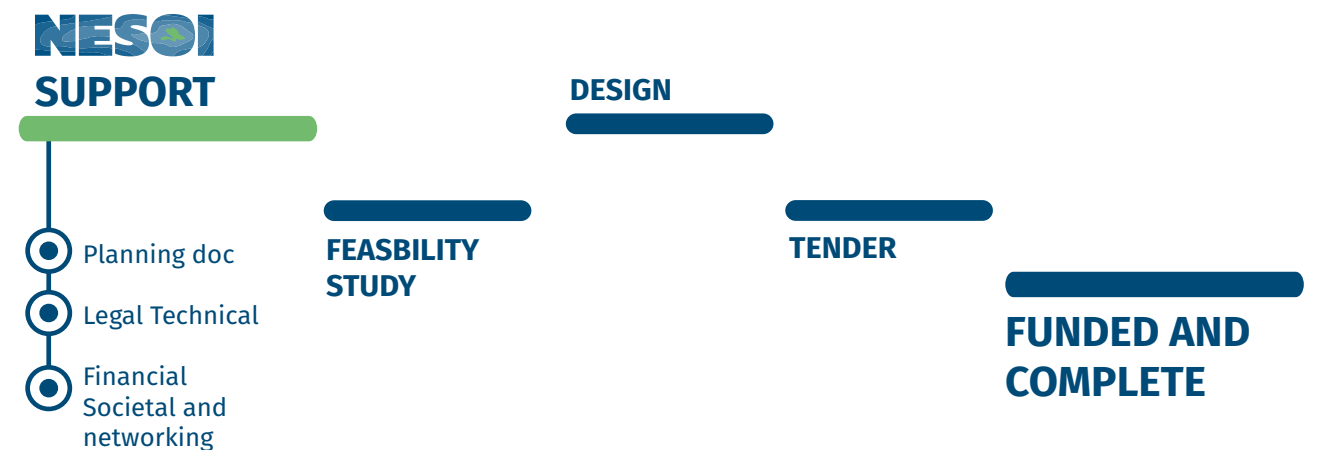 NESOI
SUPPORT
Planning doc
Legal Technical
Financial
Societal and
networking
FEASBILITY
STUDY
DESIGN
TENDER
FUNDED AND
COMPLETE